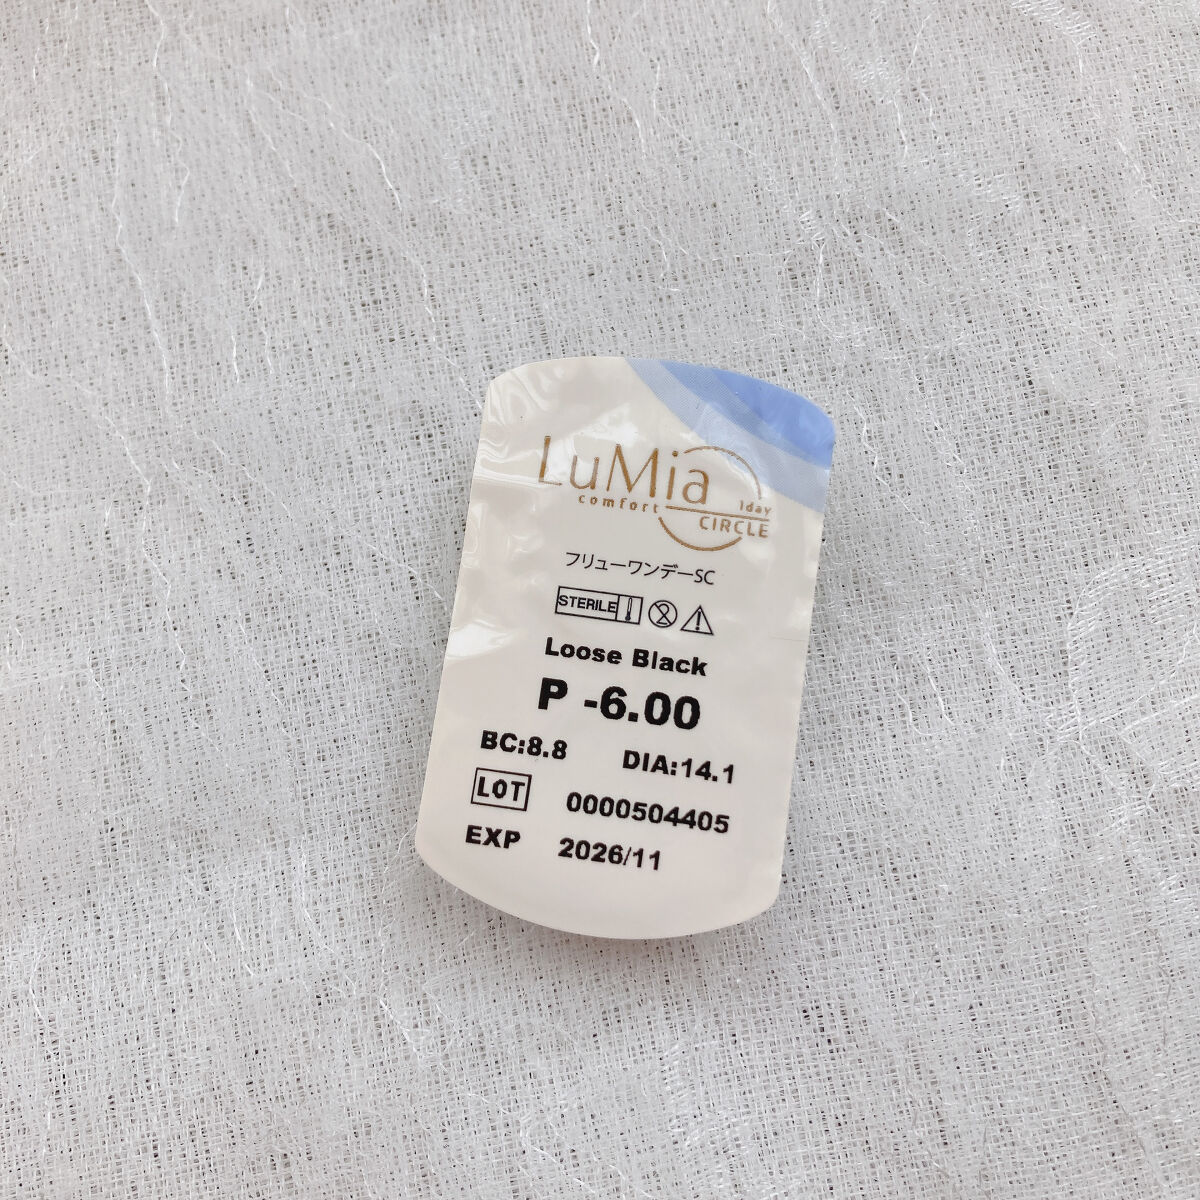 LuMia
comfort 1day
CIRCLE
フリューワンデーSC
STERILE
Loose Black
P -6.00
BC:8.8 DIA:14.1
LOT 0000504405
EXP 2026/11